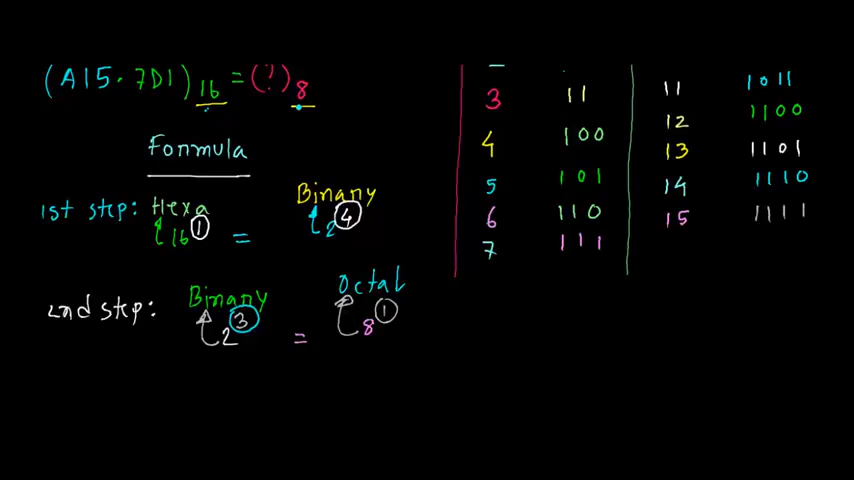 (A15.7D1)16 = (?)8
Formula
1st step: Hexa Binary
16 1 = 2 4
2nd step: Binary Octal
2 3 = 8 1
3 11 11 1011
4 100 12 1100
5 101 13 1101
6 110 14 1110
7 111 15 1111